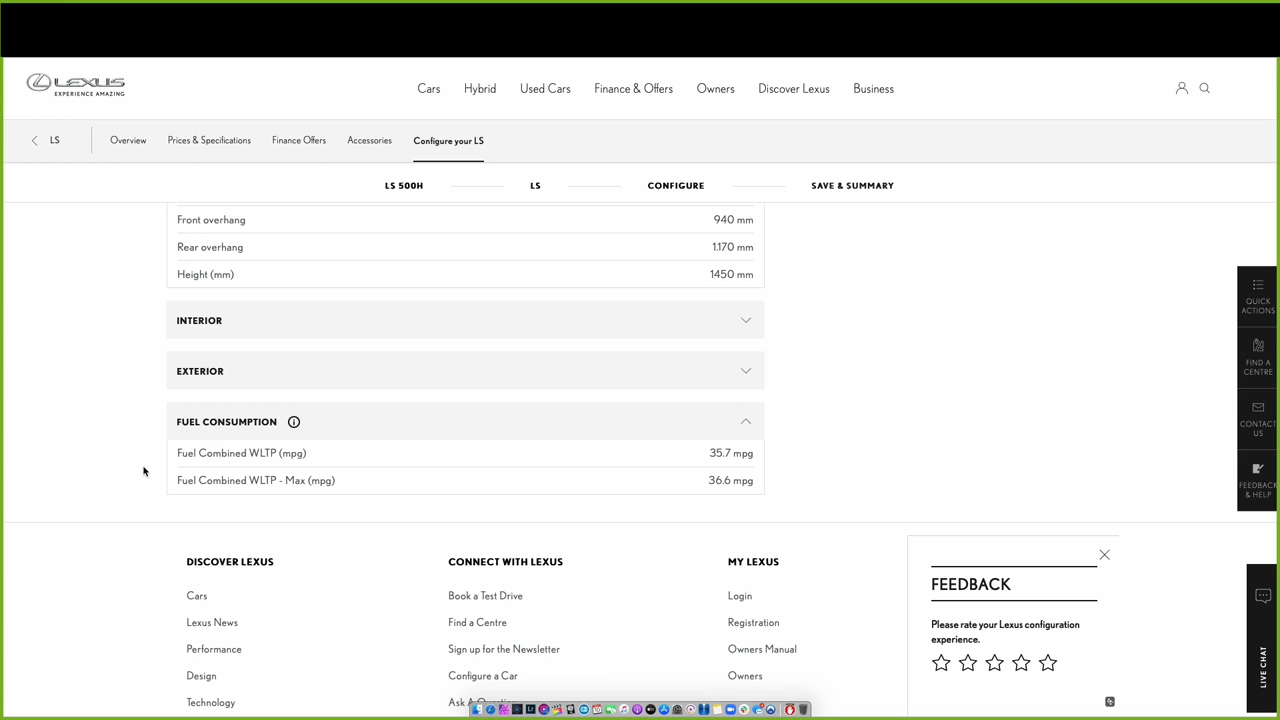 LEXUS
EXPERIENCE AMAZING
Cars Hybrid Used Cars Finance & Offers Owners Discover Lexus Business
LS Overview Prices & Specifications Finance Offers Accessories Configure your LS
LS 500H LS CONFIGURE SAVE & SUMMARY
Front overhang 940 mm
Rear overhang 1.170 mm
Height (mm) 1450 mm
INTERIOR
EXTERIOR
FUEL CONSUMPTION
Fuel Combined WLTP (mpg) 35.7 mpg
Fuel Combined WLTP - Max (mpg) 36.6 mpg
QUICK
ACTIONS
FIND A
CENTRE
CONTACT
US
FEEDBACK
& HELP
DISCOVER LEXUS
Cars
Lexus News
Performance
Design
Technology
CONNECT WITH LEXUS
Book a Test Drive
Find a Centre
Sign up for the Newsletter
Configure a Car
Ask A
MY LEXUS
Login
Registration
Owners Manual
Owners
FEEDBACK
Please rate your Lexus configuration
experience.
LIVE CHAT